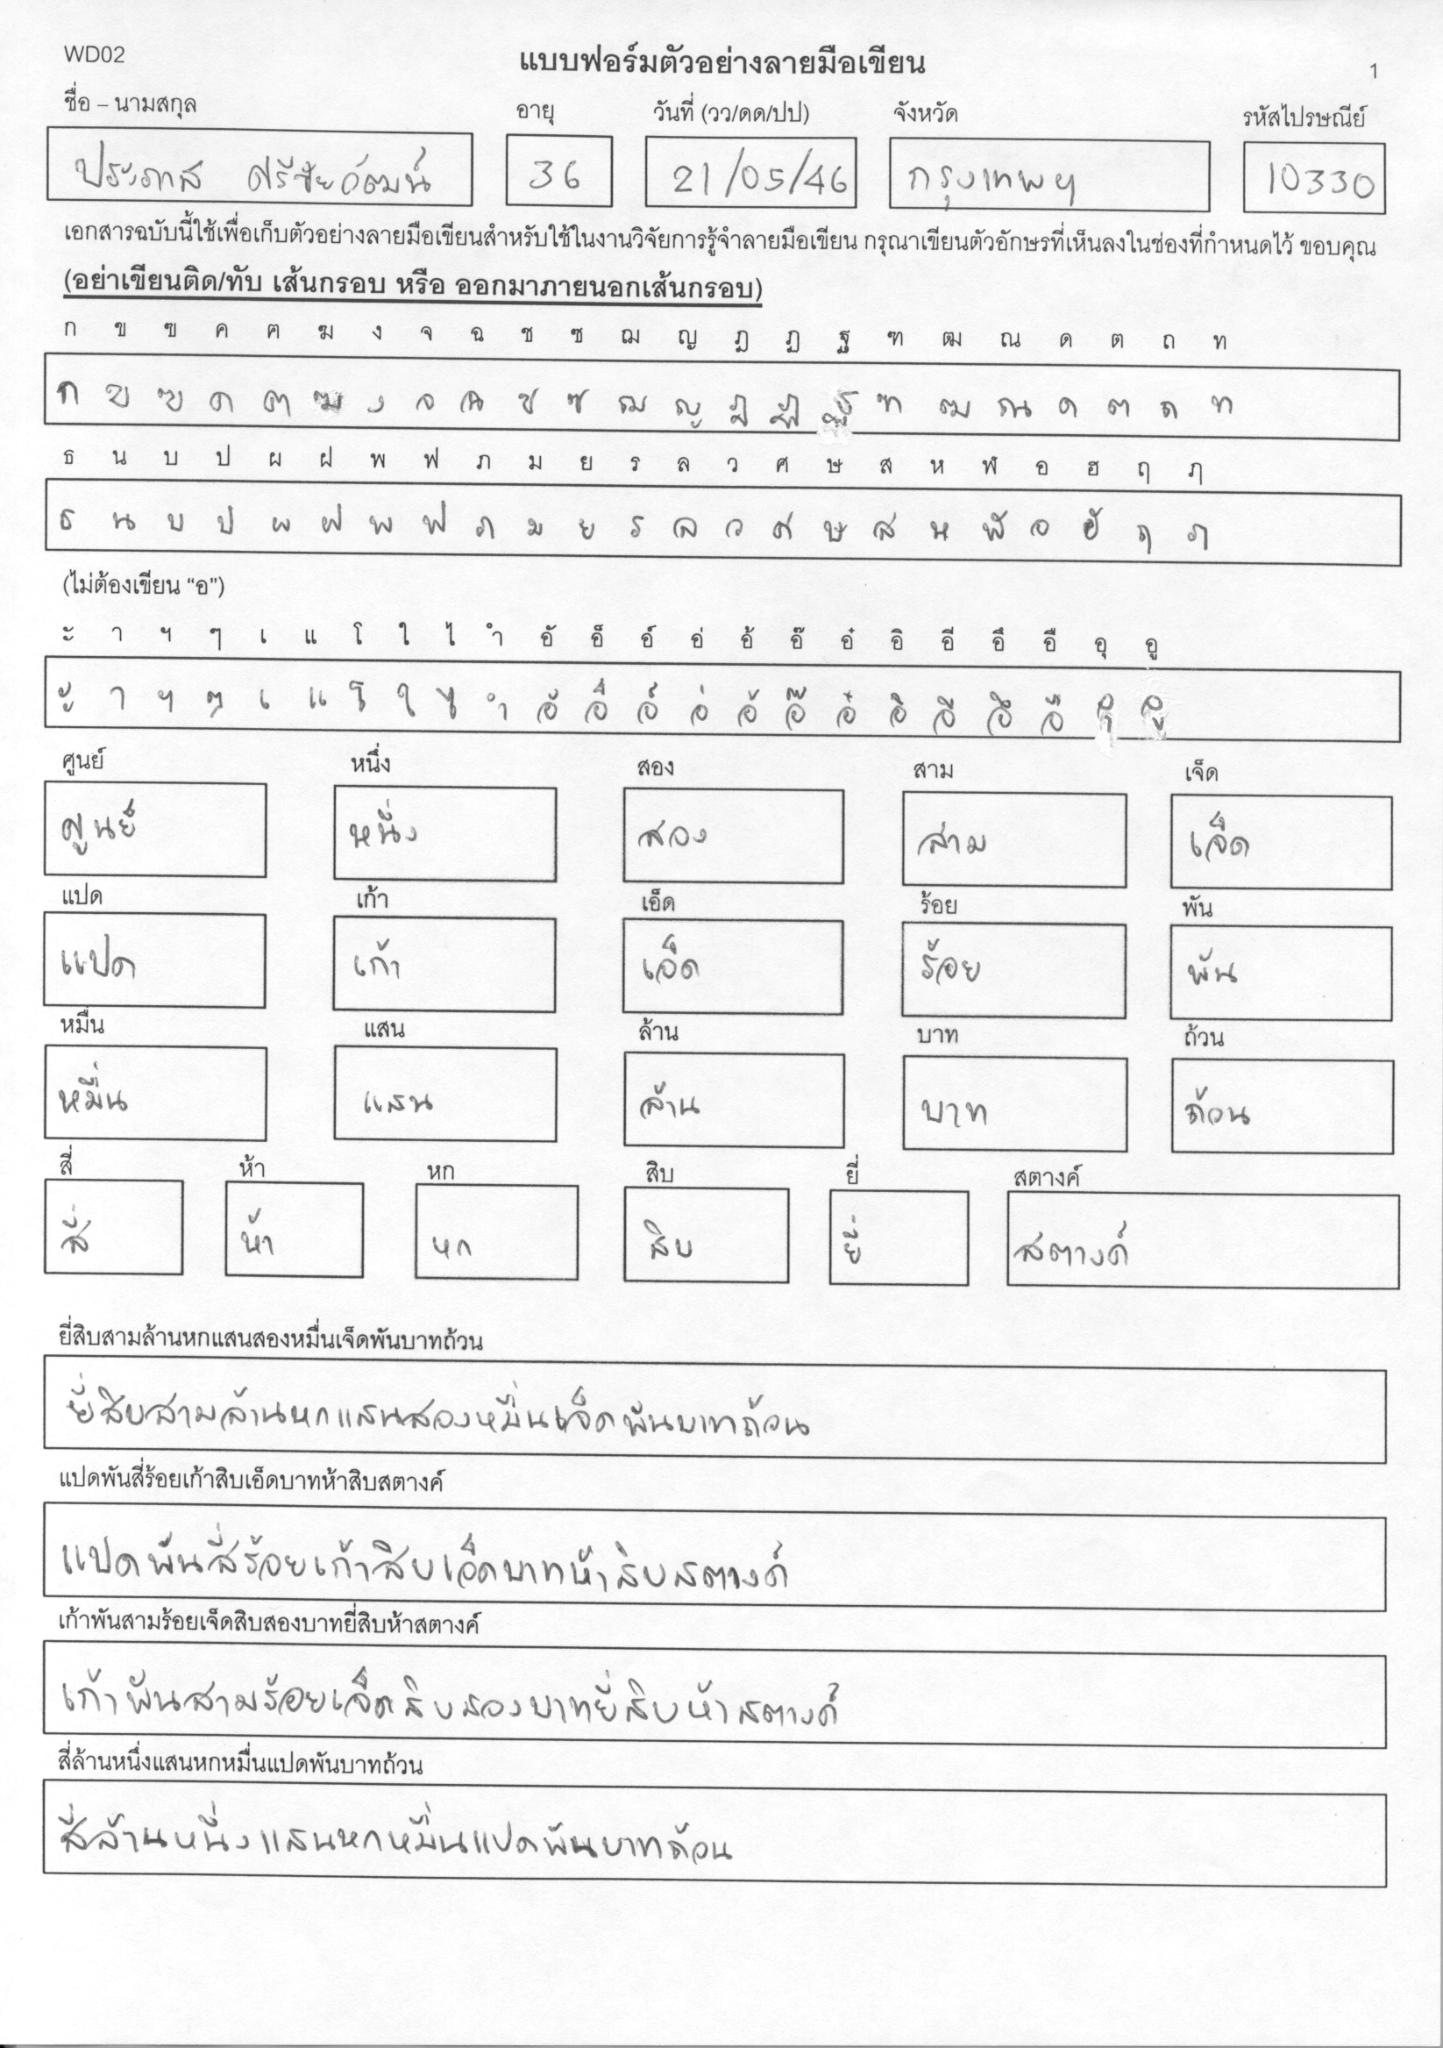 WD02
แบบฟอร์มตัวอย่างลายมือเขียน
1
ชื่อ – นามสกุล อายุ วันที่ (วว/ดด/ปป) จังหวัด รหัสไปรษณีย์
ประภาส ศรีชัยวัฒน์ 36 21/05/46 กรุงเทพฯ 10330
เอกสารฉบับนี้ใช้เพื่อเก็บตัวอย่างลายมือเขียนสำหรับใช้ในงานวิจัยการรู้จำลายมือเขียน กรุณาเขียนตัวอักษรที่เห็นลงในช่องที่กำหนดไว้ ขอบคุณ
(อย่าเขียนติด/ทับ เส้นกรอบ หรือ ออกมาภายนอกเส้นกรอบ)
ก ข ฃ ค ฅ ฆ ง จ ฉ ช ซ ฌ ญ ฎ ฏ ฐ ฑ ฒ ณ ด ต ถ ท
ก ข ฃ ค ฅ ฆ ง จ ฉ ช ซ ฌ ญ ฎ ฏ ฐ ฑ ฒ ณ ด ต ถ ท
ธ น บ ป ผ ฝ พ ฟ ภ ม ย ร ล ว ศ ษ ส ห ฬ อ ฮ ฤ ฦ
ธ น บ ป ผ ฝ พ ฟ ภ ม ย ร ล ว ศ ษ ส ห ฬ อ ฮ ฤ ฦ
(ไม่ต้องเขียน “อ”)
ะ า ฯ ๆ เ แ โ ใ ไ ำ อั อ็ อ์ อ่ อ้ อ๊ อ๋ อิ อี อึ อื อุ อู
ะ า ฯ ๆ เ แ โ ใ ไ ำ อั อ็ อ์ อ่ อ้ อ๊ อ๋ อิ อี อึ อื อุ อู
ศูนย์ หนึ่ง สอง สาม เจ็ด
ศูนย์ หนึ่ง สอง สาม เจ็ด
แปด เก้า เอ็ด ร้อย พัน
แปด เก้า เอ็ด ร้อย พัน
หมื่น แสน ล้าน บาท ถ้วน
หมื่น แสน ล้าน บาท ถ้วน
สี่ ห้า หก สิบ ยี่ สตางค์
สี่ ห้า หก สิบ ยี่ สตางค์
ยี่สิบสามล้านหกแสนสองหมื่นเจ็ดพันบาทถ้วน
ยี่สิบสามล้านหกแสนสองหมื่นเจ็ดพันบาทถ้วน
แปดพันสี่ร้อยเก้าสิบเอ็ดบาทห้าสิบสตางค์
แปดพันสี่ร้อยเก้าสิบเอ็ดบาทห้าสิบสตางค์
เก้าพันสามร้อยเจ็ดสิบสองบาทยี่สิบห้าสตางค์
เก้าพันสามร้อยเจ็ดสิบสองบาทยี่สิบห้าสตางค์
สี่ล้านหนึ่งแสนหกหมื่นแปดพันบาทถ้วน
สี่ล้านหนึ่งแสนหกหมื่นแปดพันบาทถ้วน